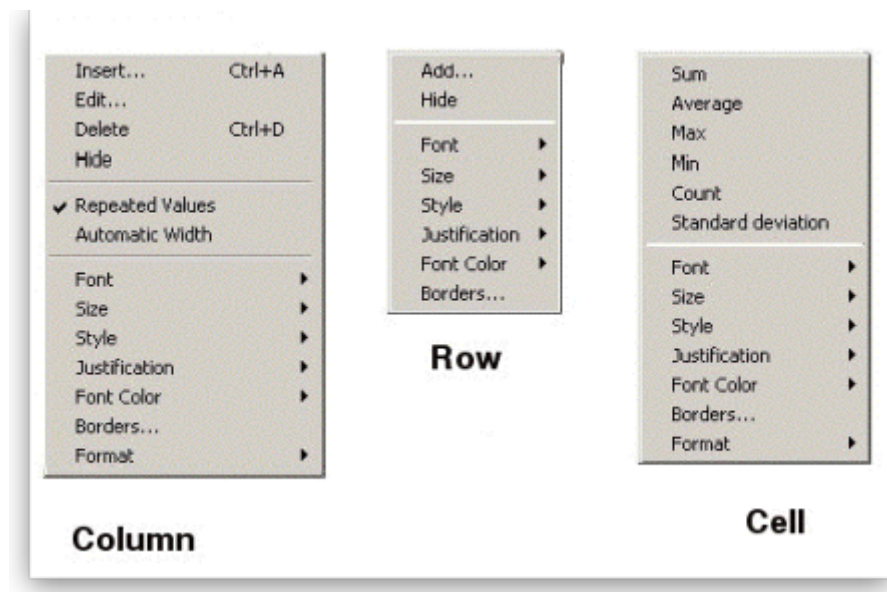 Insert... Ctrl+A
Edit...
Delete Ctrl+D
Hide
Repeated Values
Automatic Width
Font
Size
Style
Justification
Font Color
Borders...
Format
Column
Add...
Hide
Font
Size
Style
Justification
Font Color
Borders...
Row
Sum
Average
Max
Min
Count
Standard deviation
Font
Size
Style
Justification
Font Color
Borders...
Format
Cell